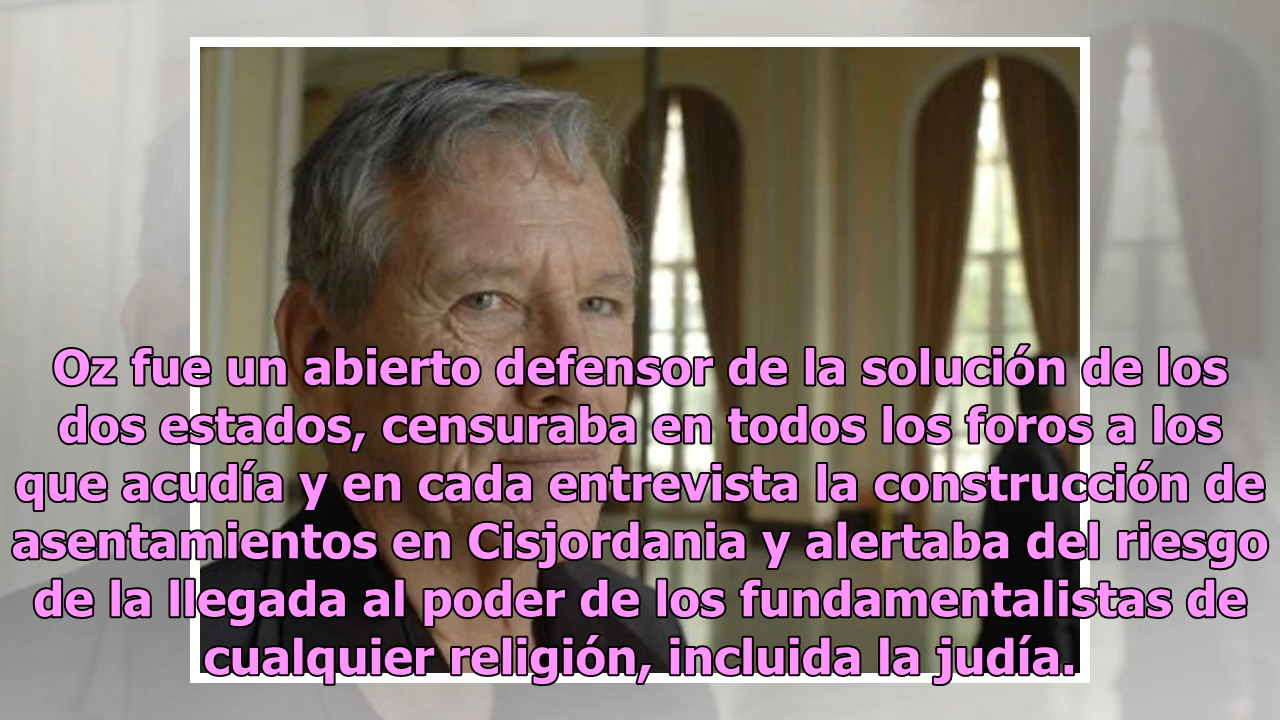 Oz fue un abierto defensor de la solución de los
dos estados, censuraba en todos los foros a los
que acudía y en cada entrevista la construcción de
asentamientos en Cisjordania y alertaba del riesgo
de la llegada al poder de los fundamentalistas de
cualquier religión, incluida la judía.